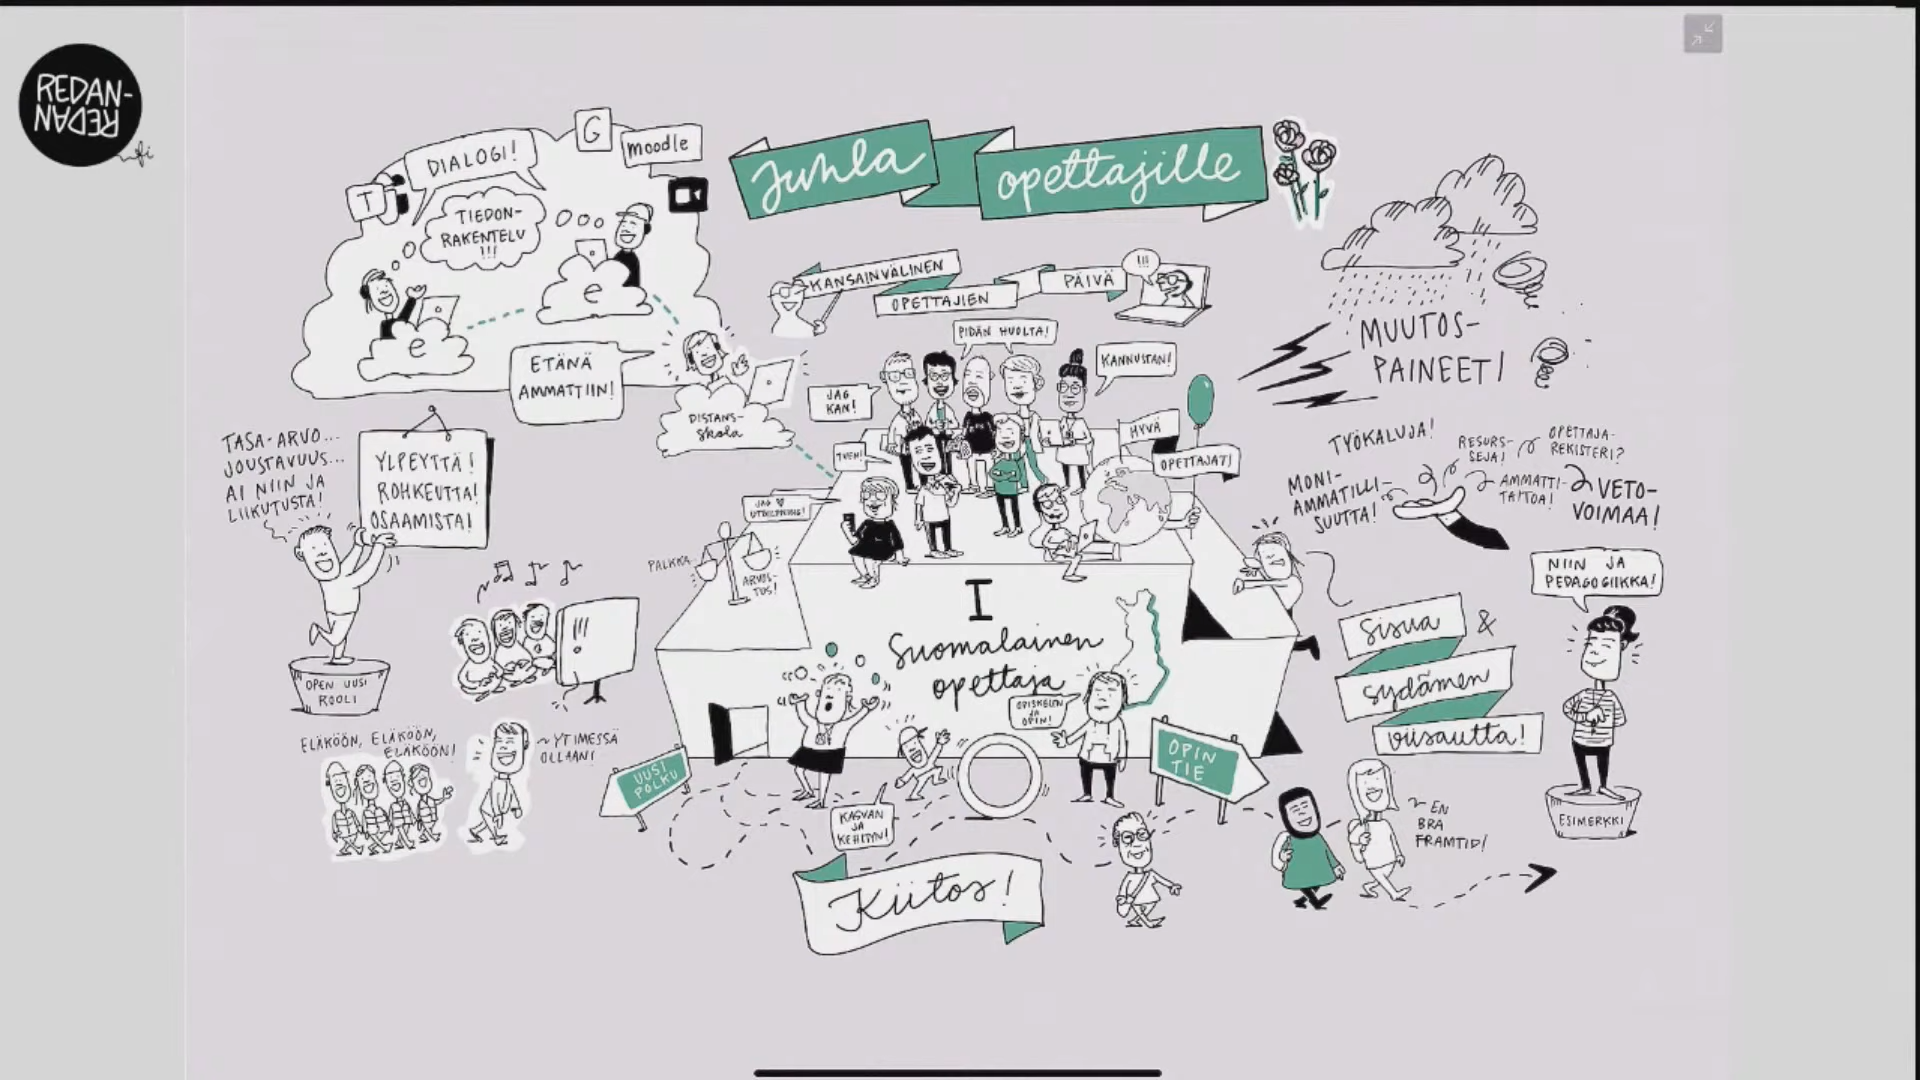 REDAN-
REDAN
.fi
Juhla
opettajille
DIALOGI!
G
moodle
T
TIEDON-
RAKENTELU
!!!
e
e
ETÄNÄ
AMMATTIIN!
DISTANS-
skola
KANSAINVÄLINEN
OPETTAJIEN
PÄIVÄ
!!!
PIDÄN HUOLTA!
KANNUSTAN!
JAG
KAN!
HYVÄ
OPETTAJAT!
MUUTOS-
PAINEET!
TASA-ARVO...
JOUSTAVUUS...
AI NIIN JA
LIIKUTUSTA!
YLPEYTTÄ!
ROHKEUTTA!
OSAAMISTA!
OPEN UUSI
ROOLI
PALKKA
ARVOS-
TUS!
TYÖKALUJA!
RESURS-
SEJA!
OPETTAJA-
REKISTERI?
MONI-
AMMATILLI-
SUUTTA!
AMMATTI-
TAITOA!
VETO-
VOIMAA!
NIIN JA
PEDAGOGIIKKA!
!!!
I
Suomalainen
opettaja
OPISKELEN
JA
OPIN!
Sisua &
sydämen
viisautta!
ELÄKÖÖN, ELÄKÖÖN,
ELÄKÖÖN!
YTIMESSÄ
OLLAAN!
UUSI
POLKU
OPIN
TIE
KASVAN
JA
KEHITYN!
EN
BRA
FRAMTID!
ESIMERKKI
Kiitos!